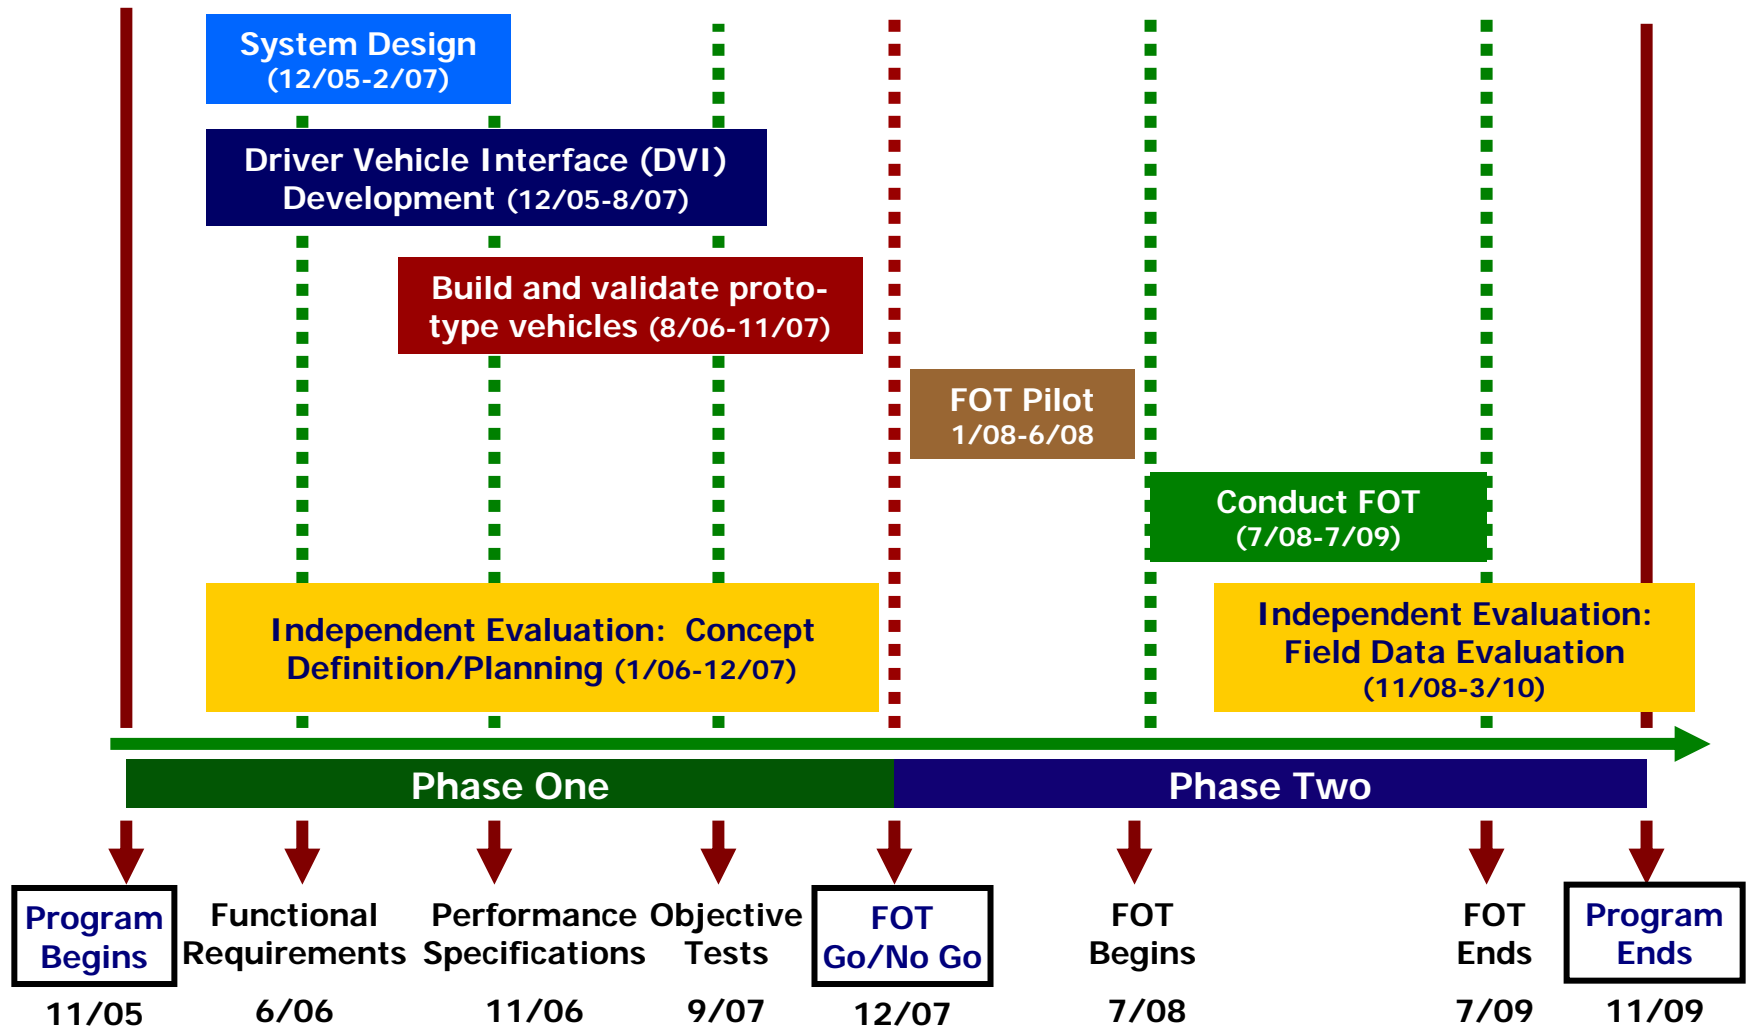 System Design
(12/05-2/07)
Driver Vehicle Interface (DVI)
Development (12/05-8/07)
Build and validate proto-
type vehicles (8/06-11/07)
FOT Pilot
1/08-6/08
Conduct FOT
(7/08-7/09)
Independent Evaluation: Concept
Definition/Planning (1/06-12/07)
Independent Evaluation:
Field Data Evaluation
(11/08-3/10)
Phase One
Phase Two
Program
Begins
11/05
Functional
Requirements
6/06
Performance
Specifications
11/06
Objective
Tests
9/07
FOT
Go/No Go
12/07
FOT
Begins
7/08
FOT
Ends
7/09
Program
Ends
11/09